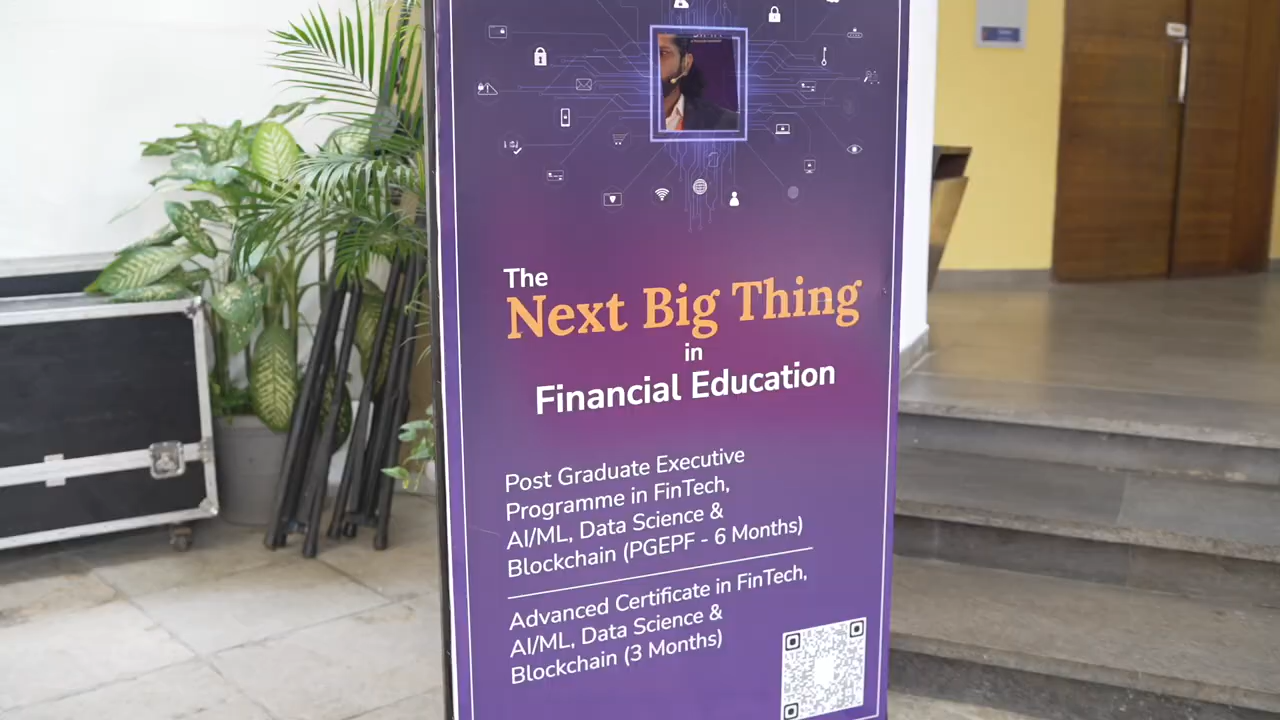 The
Next Big Thing
in
Financial Education
Post Graduate Executive
Programme in FinTech,
AI/ML, Data Science &
Blockchain (PGEPF - 6 Months)
Advanced Certificate in FinTech,
AI/ML, Data Science &
Blockchain (3 Months)